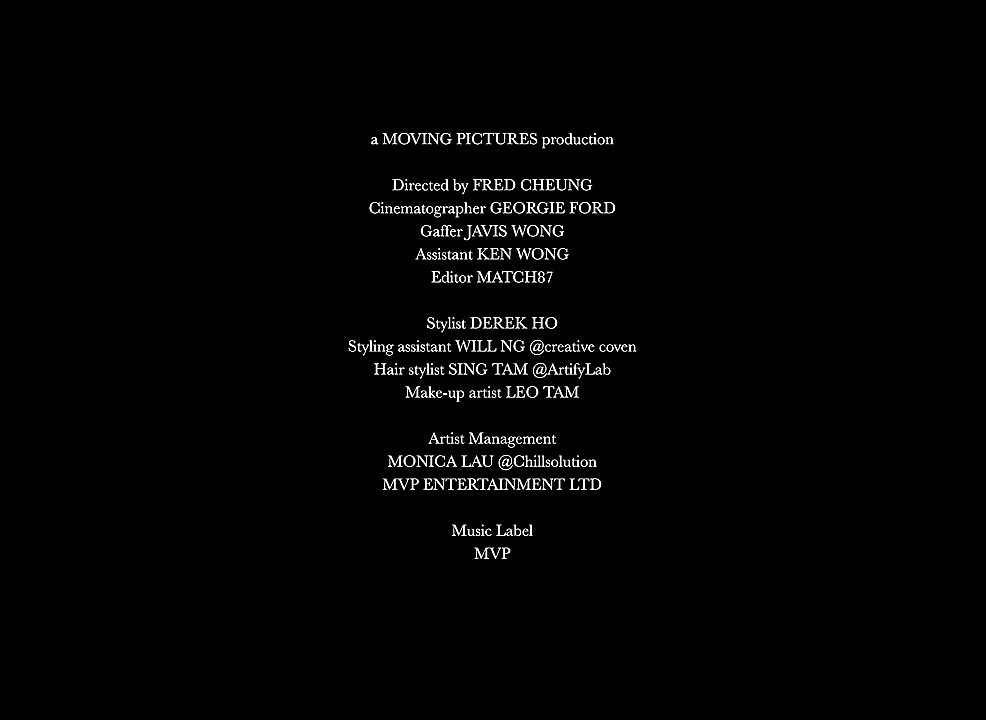 a MOVING PICTURES production
Directed by FRED CHEUNG
Cinematographer GEORGIE FORD
Gaffer JAVIS WONG
Assistant KEN WONG
Editor MATCH87
Stylist DEREK HO
Styling assistant WILL NG @creative coven
Hair stylist SING TAM @ArtifyLab
Make-up artist LEO TAM
Artist Management
MONICA LAU @Chillsolution
MVP ENTERTAINMENT LTD
Music Label
MVP